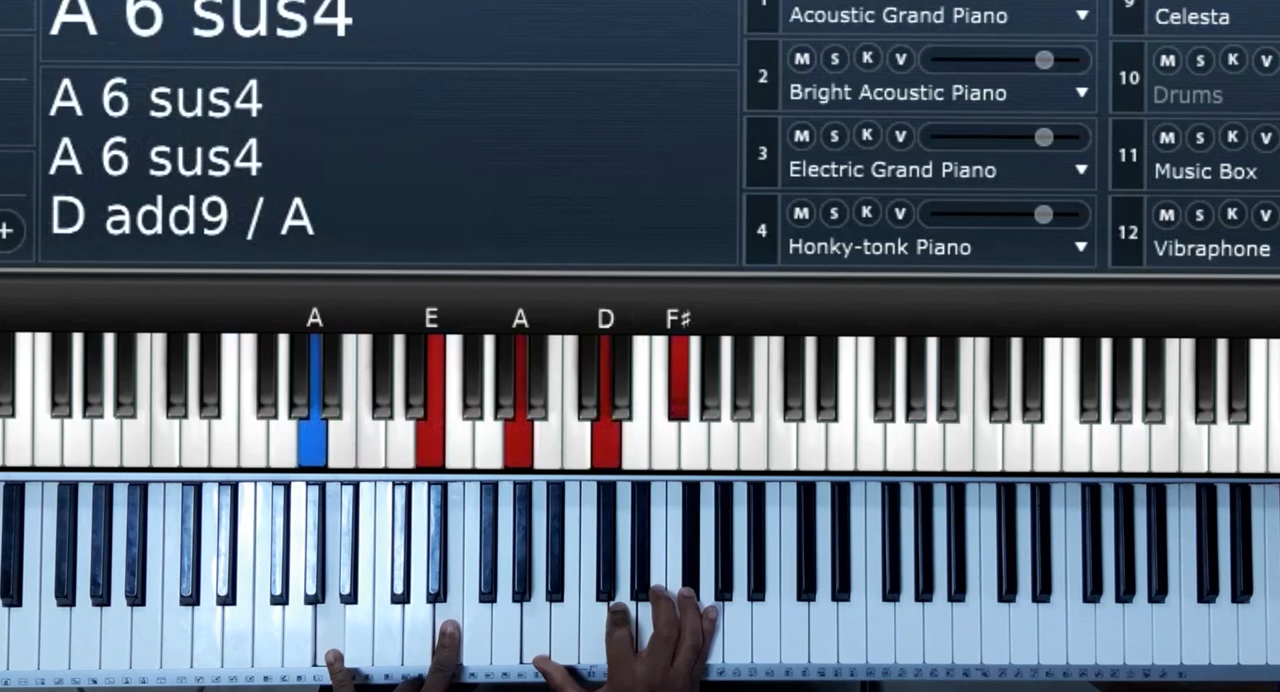 A 6 sus4
A 6 sus4
A 6 sus4
D add9 / A
+
Acoustic Grand Piano
2 M S K V
Bright Acoustic Piano
3 M S K V
Electric Grand Piano
4 M S K V
Honky-tonk Piano
9
Celesta
10 M S K V
Drums
11 M S K V
Music Box
12 M S K V
Vibraphone
A E A D F♯